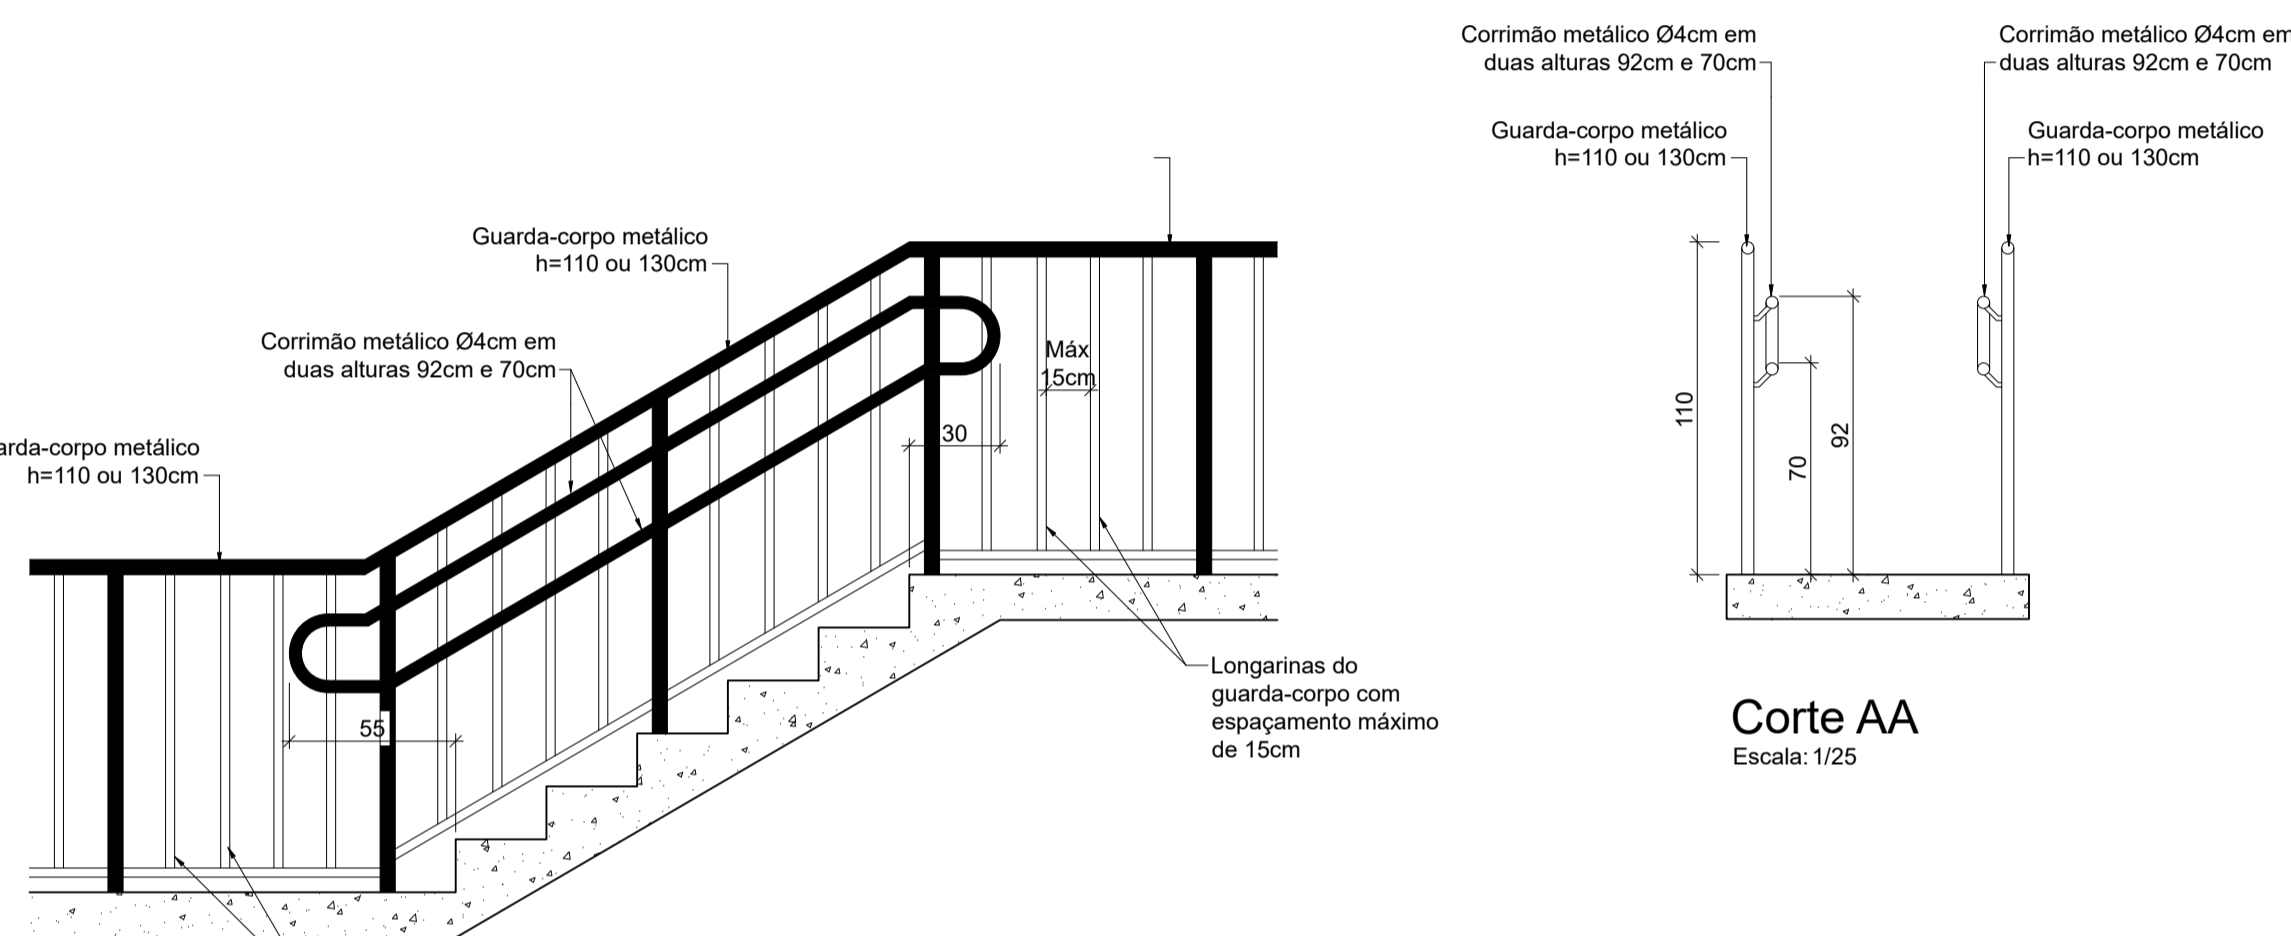 Corrimão metálico Ø4cm em
duas alturas 92cm e 70cm
Corrimão metálico Ø4cm em
duas alturas 92cm e 70cm
Guarda-corpo metálico
h=110 ou 130cm
Guarda-corpo metálico
h=110 ou 130cm
Guarda-corpo metálico
h=110 ou 130cm
Corrimão metálico Ø4cm em
duas alturas 92cm e 70cm
Máx
15cm
30
arda-corpo metálico
h=110 ou 130cm
55
110
70
92
Longarinas do
guarda-corpo com
espaçamento máximo
de 15cm
Corte AA
Escala: 1/25